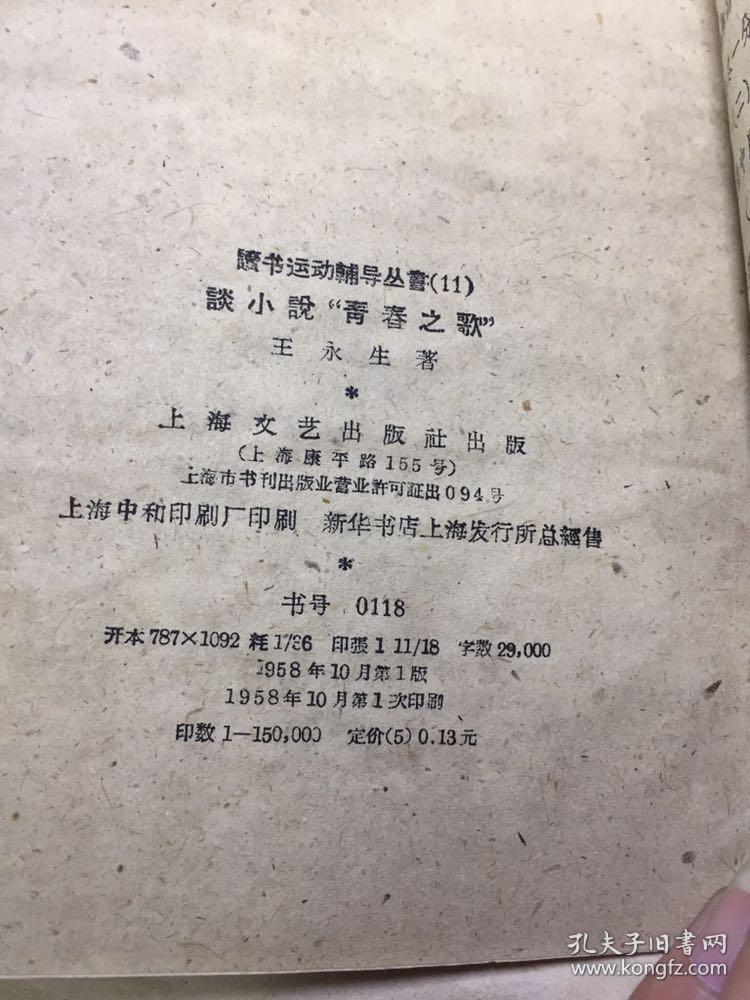 讀书运动輔导丛書(11)
談小說“青春之歌”
王永生著
*
上海文艺出版社出版
(上海康平路155号)
上海市书刊出版业营业許可証出094号
上海中和印刷厂印刷 新华书店上海发行所总經售
*
书号 0118
开本787×1092 耗1/36 印張1 11/18 字数29,000
1958年10月第1版
1958年10月第1次印刷
印数1—150,000 定价(5)0.13元
孔夫子旧書网
www.kongfz.com